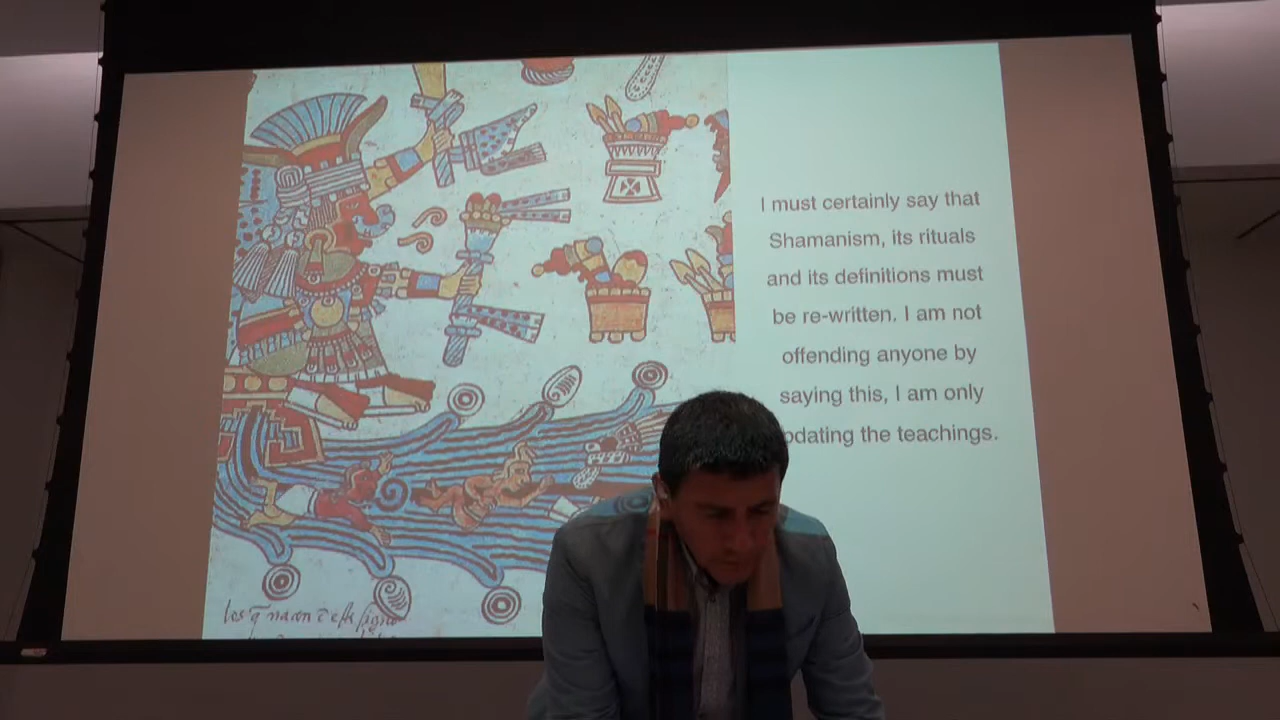 I must certainly say that
Shamanism, its rituals
and its definitions must
be re-written. I am not
offending anyone by
saying this, I am only
pdating the teachings.